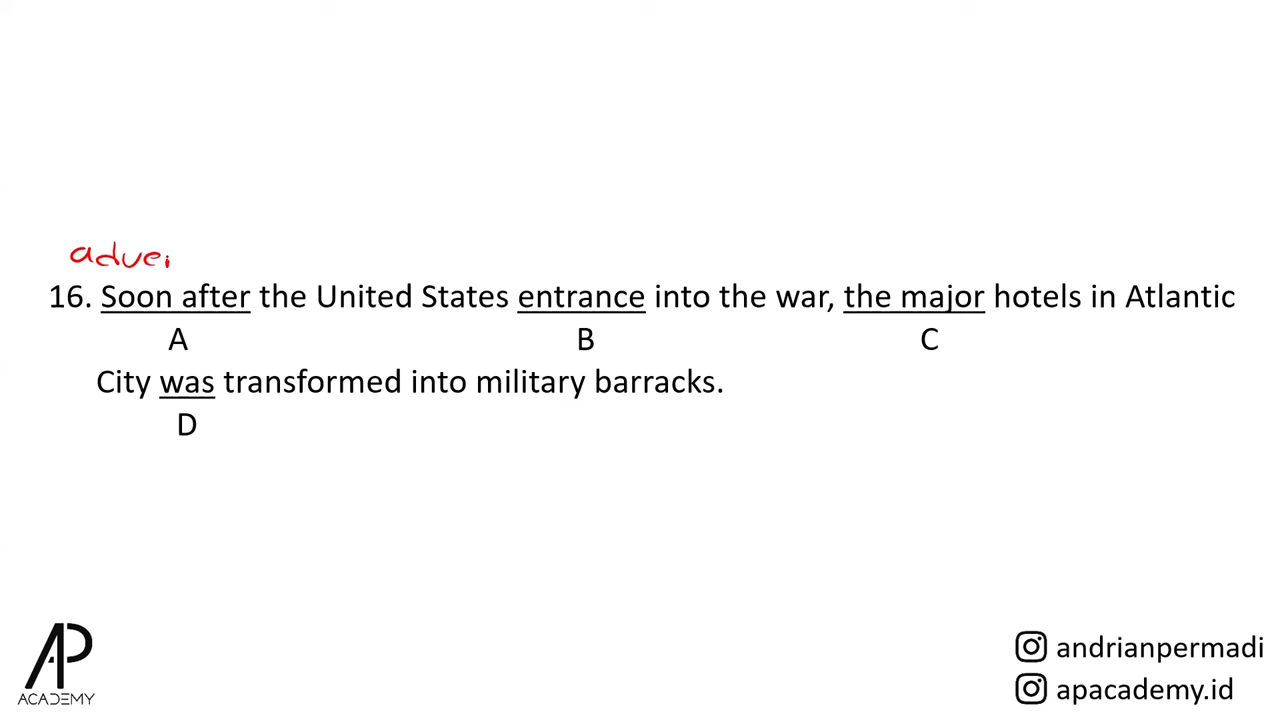 16. Soon after the United States entrance into the war, the major hotels in Atlantic
A B C
City was transformed into military barracks.
D
AP
ACADEMY
andrianpermadi
apacademy.id